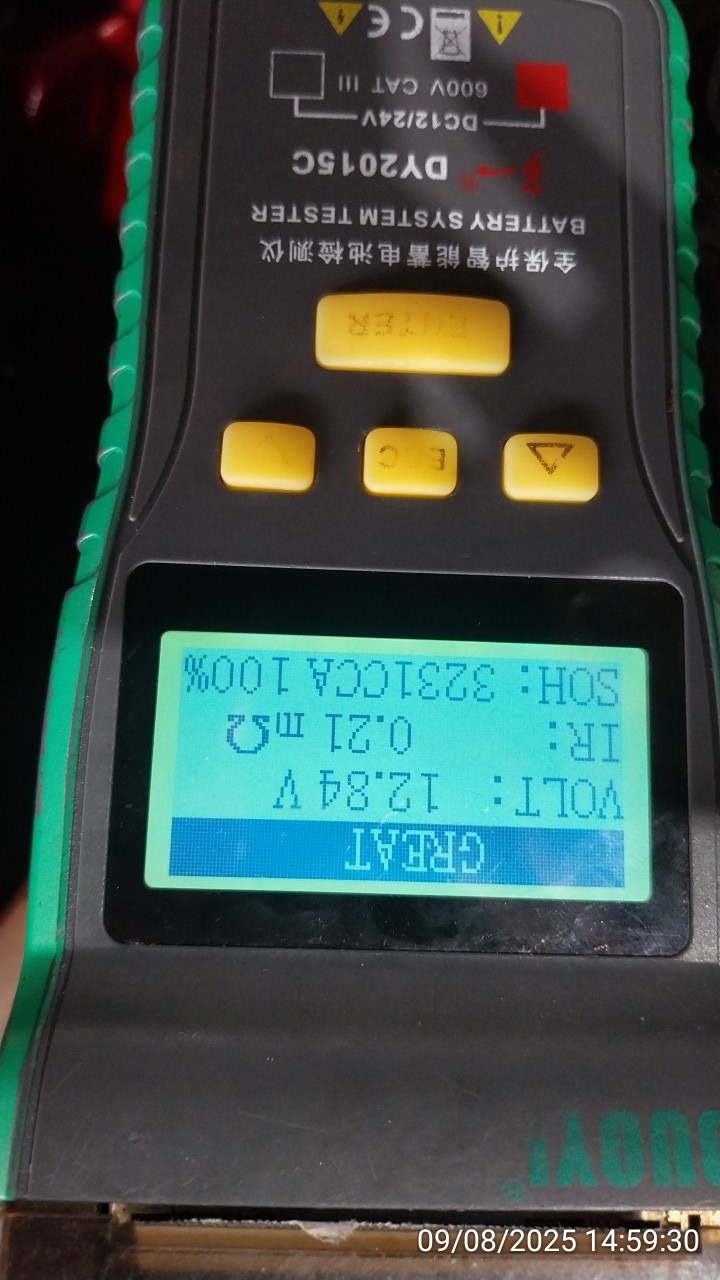 DUOYI®
GREAT
VOLT: 12.84 V
IR: 0.21 mΩ
SOH: 3231CCA 100%
ESC
ENTER
全保护智能蓄电池检测仪
BATTERY SYSTEM TESTER
DY2015C
DC12/24V
600V CAT III
CE
09/08/2025 14:59:30